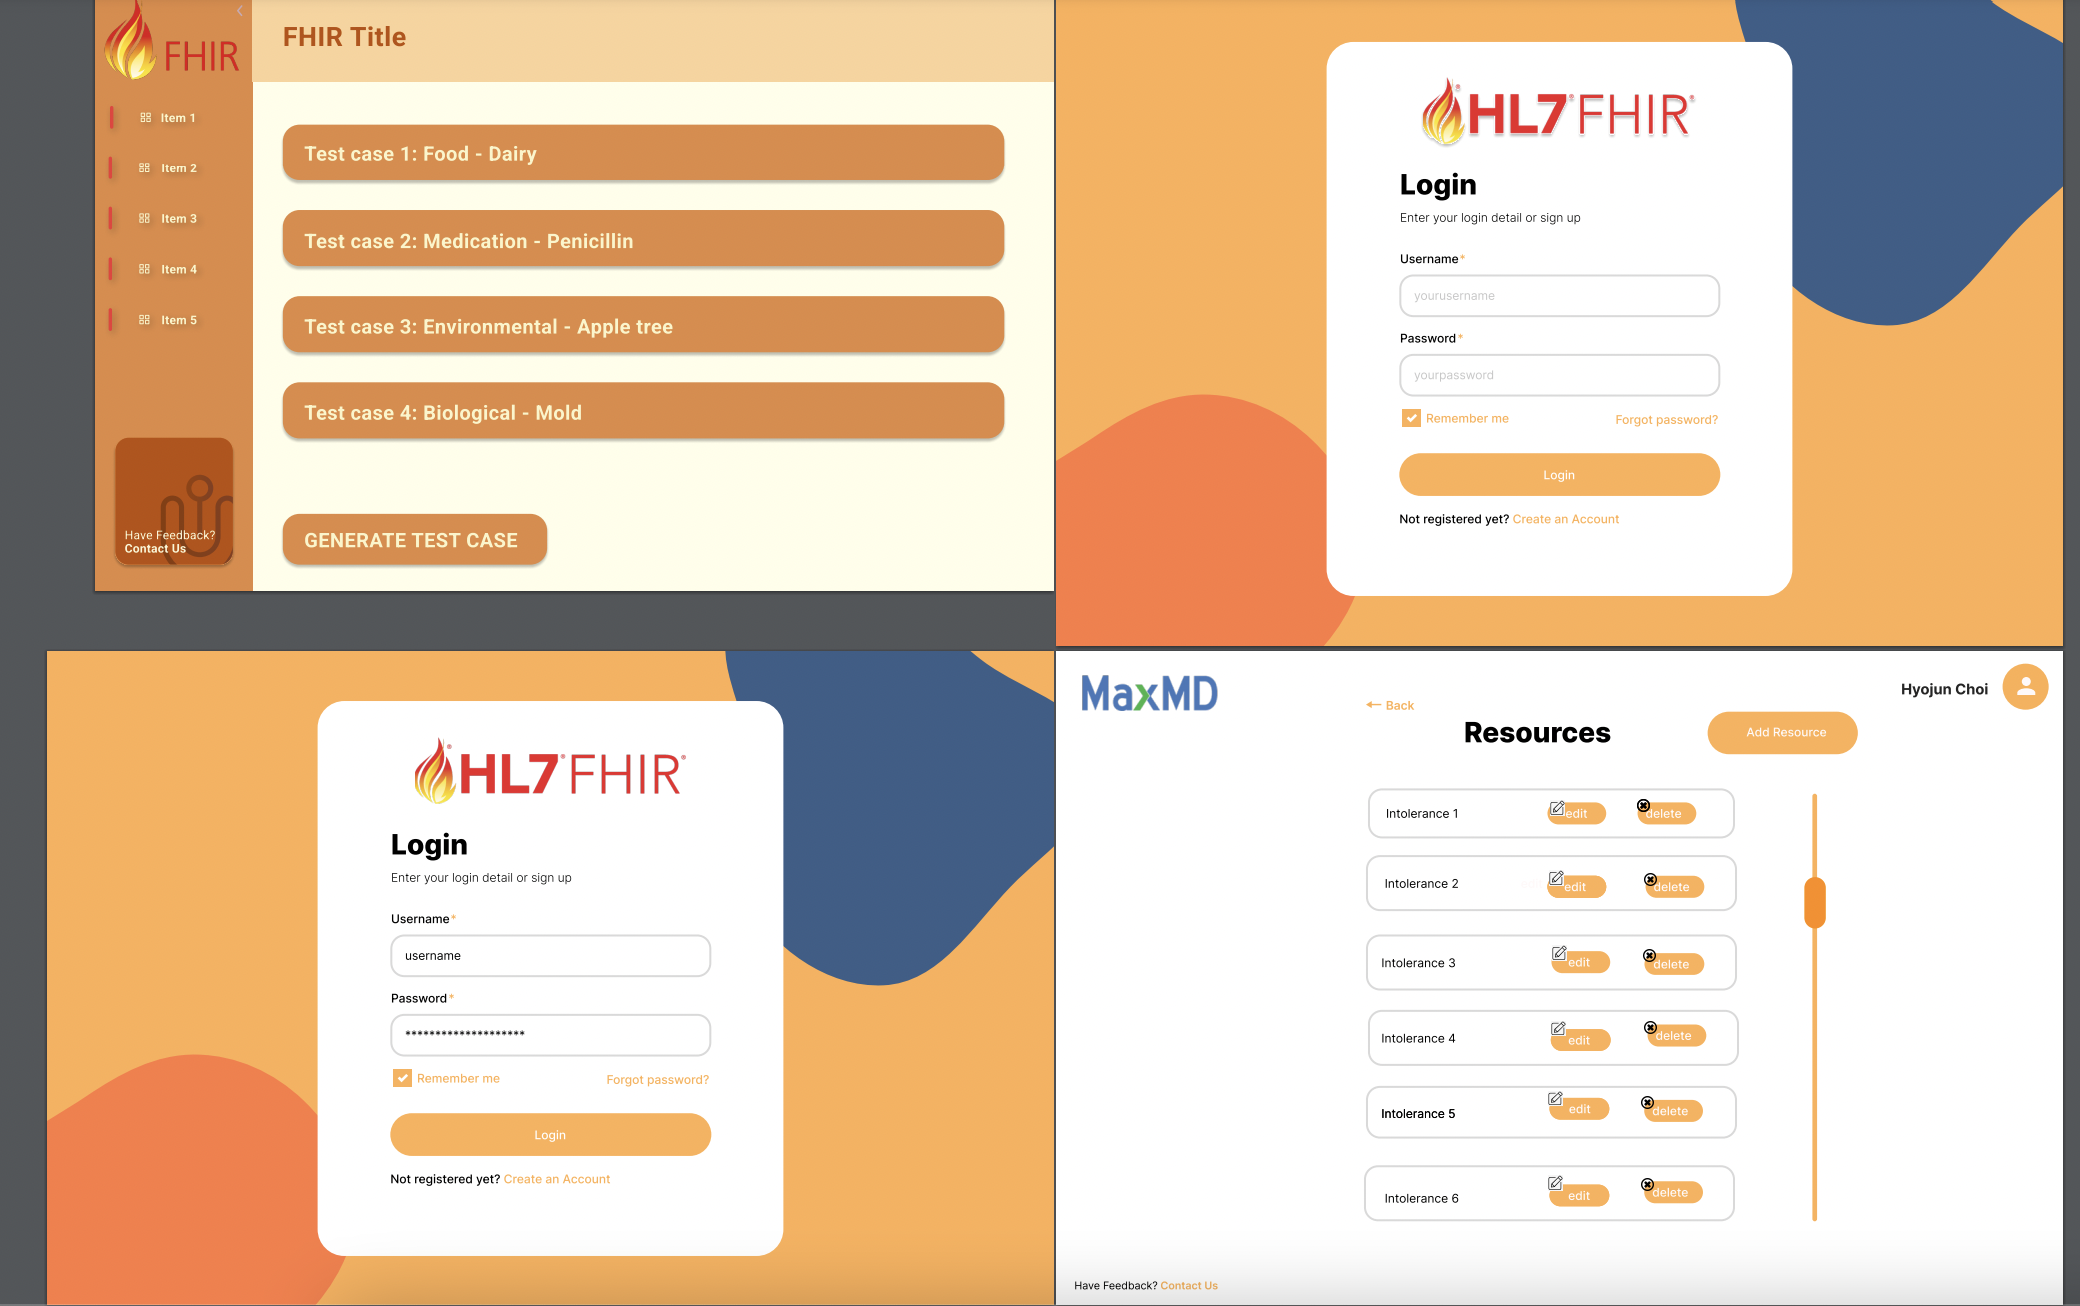 FHIR
FHIR Title
Item 1
Item 2
Item 3
Item 4
Item 5
Have Feedback?
Contact Us
Test case 1: Food - Dairy
Test case 2: Medication - Penicillin
Test case 3: Environmental - Apple tree
Test case 4: Biological - Mold
GENERATE TEST CASE
HL7® FHIR®
Login
Enter your login detail or sign up
Username*
yourusername
Password*
yourpassword
Remember me
Forgot password?
Login
Not registered yet? Create an Account
HL7® FHIR®
Login
Enter your login detail or sign up
Username*
username
Password*
********************
Remember me
Forgot password?
Login
Not registered yet? Create an Account
MaxMD
Hyojun Choi
← Back
Resources
Add Resource
Intolerance 1 edit delete
Intolerance 2 edit delete
Intolerance 3 edit delete
Intolerance 4 edit delete
Intolerance 5 edit delete
Intolerance 6 edit delete
Have Feedback? Contact Us